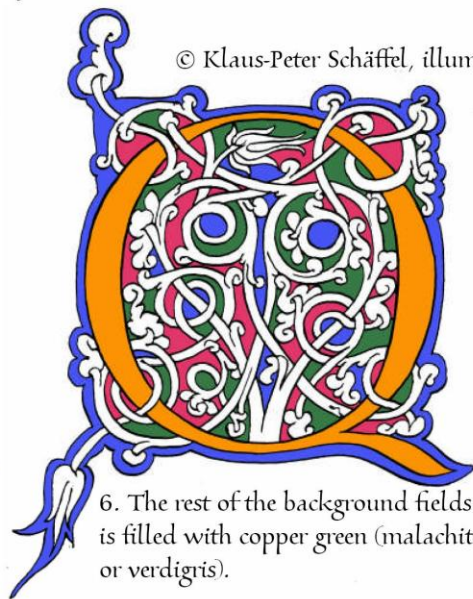 © Klaus-Peter Schäffel, illum
6. The rest of the background fields
is filled with copper green (malachit
or verdigris).